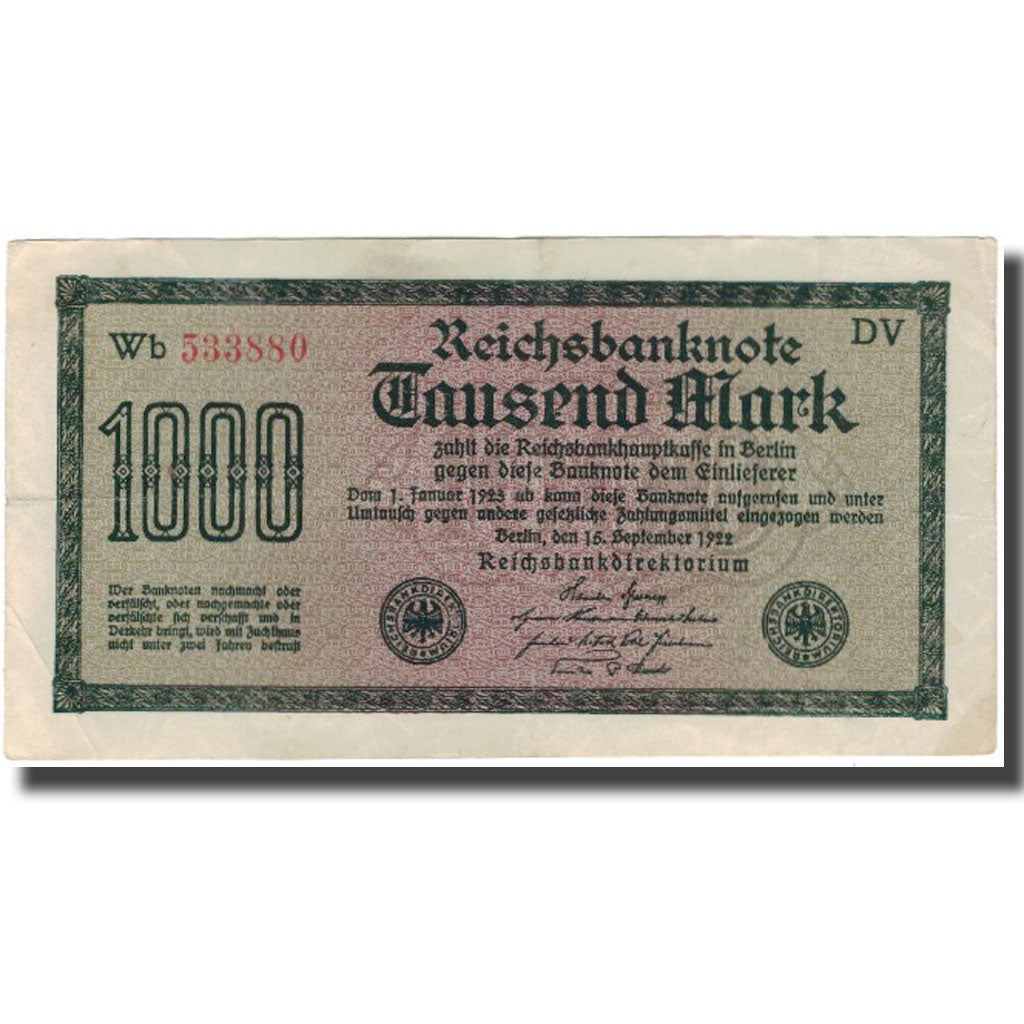 Wb 533880
DV
Reichsbanknote
Tausend Mark
1000
zahlt die Reichsbankhauptkasse in Berlin
gegen diese Banknote dem Einlieferer
Vom 1. Januar 1923 ab kann diese Banknote aufgerufen und unter
Umtausch gegen andere gesetzliche Zahlungsmittel eingezogen werden
Berlin, den 15. September 1922
Reichsbankdirektorium
Wer Banknoten nachmacht oder
verfälscht, oder nachgemachte oder
verfälschte sich verschafft und in
Verkehr bringt, wird mit Zuchthaus
nicht unter zwei Jahren bestraft
REICHSBANKDIREKTORIUM
REICHSBANKDIREKTORIUM